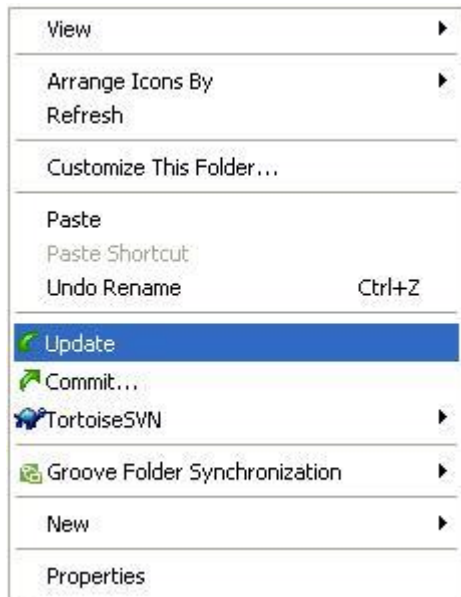 View
Arrange Icons By
Refresh
Customize This Folder...
Paste
Paste Shortcut
Undo Rename Ctrl+Z
Update
Commit...
TortoiseSVN
Groove Folder Synchronization
New
Properties